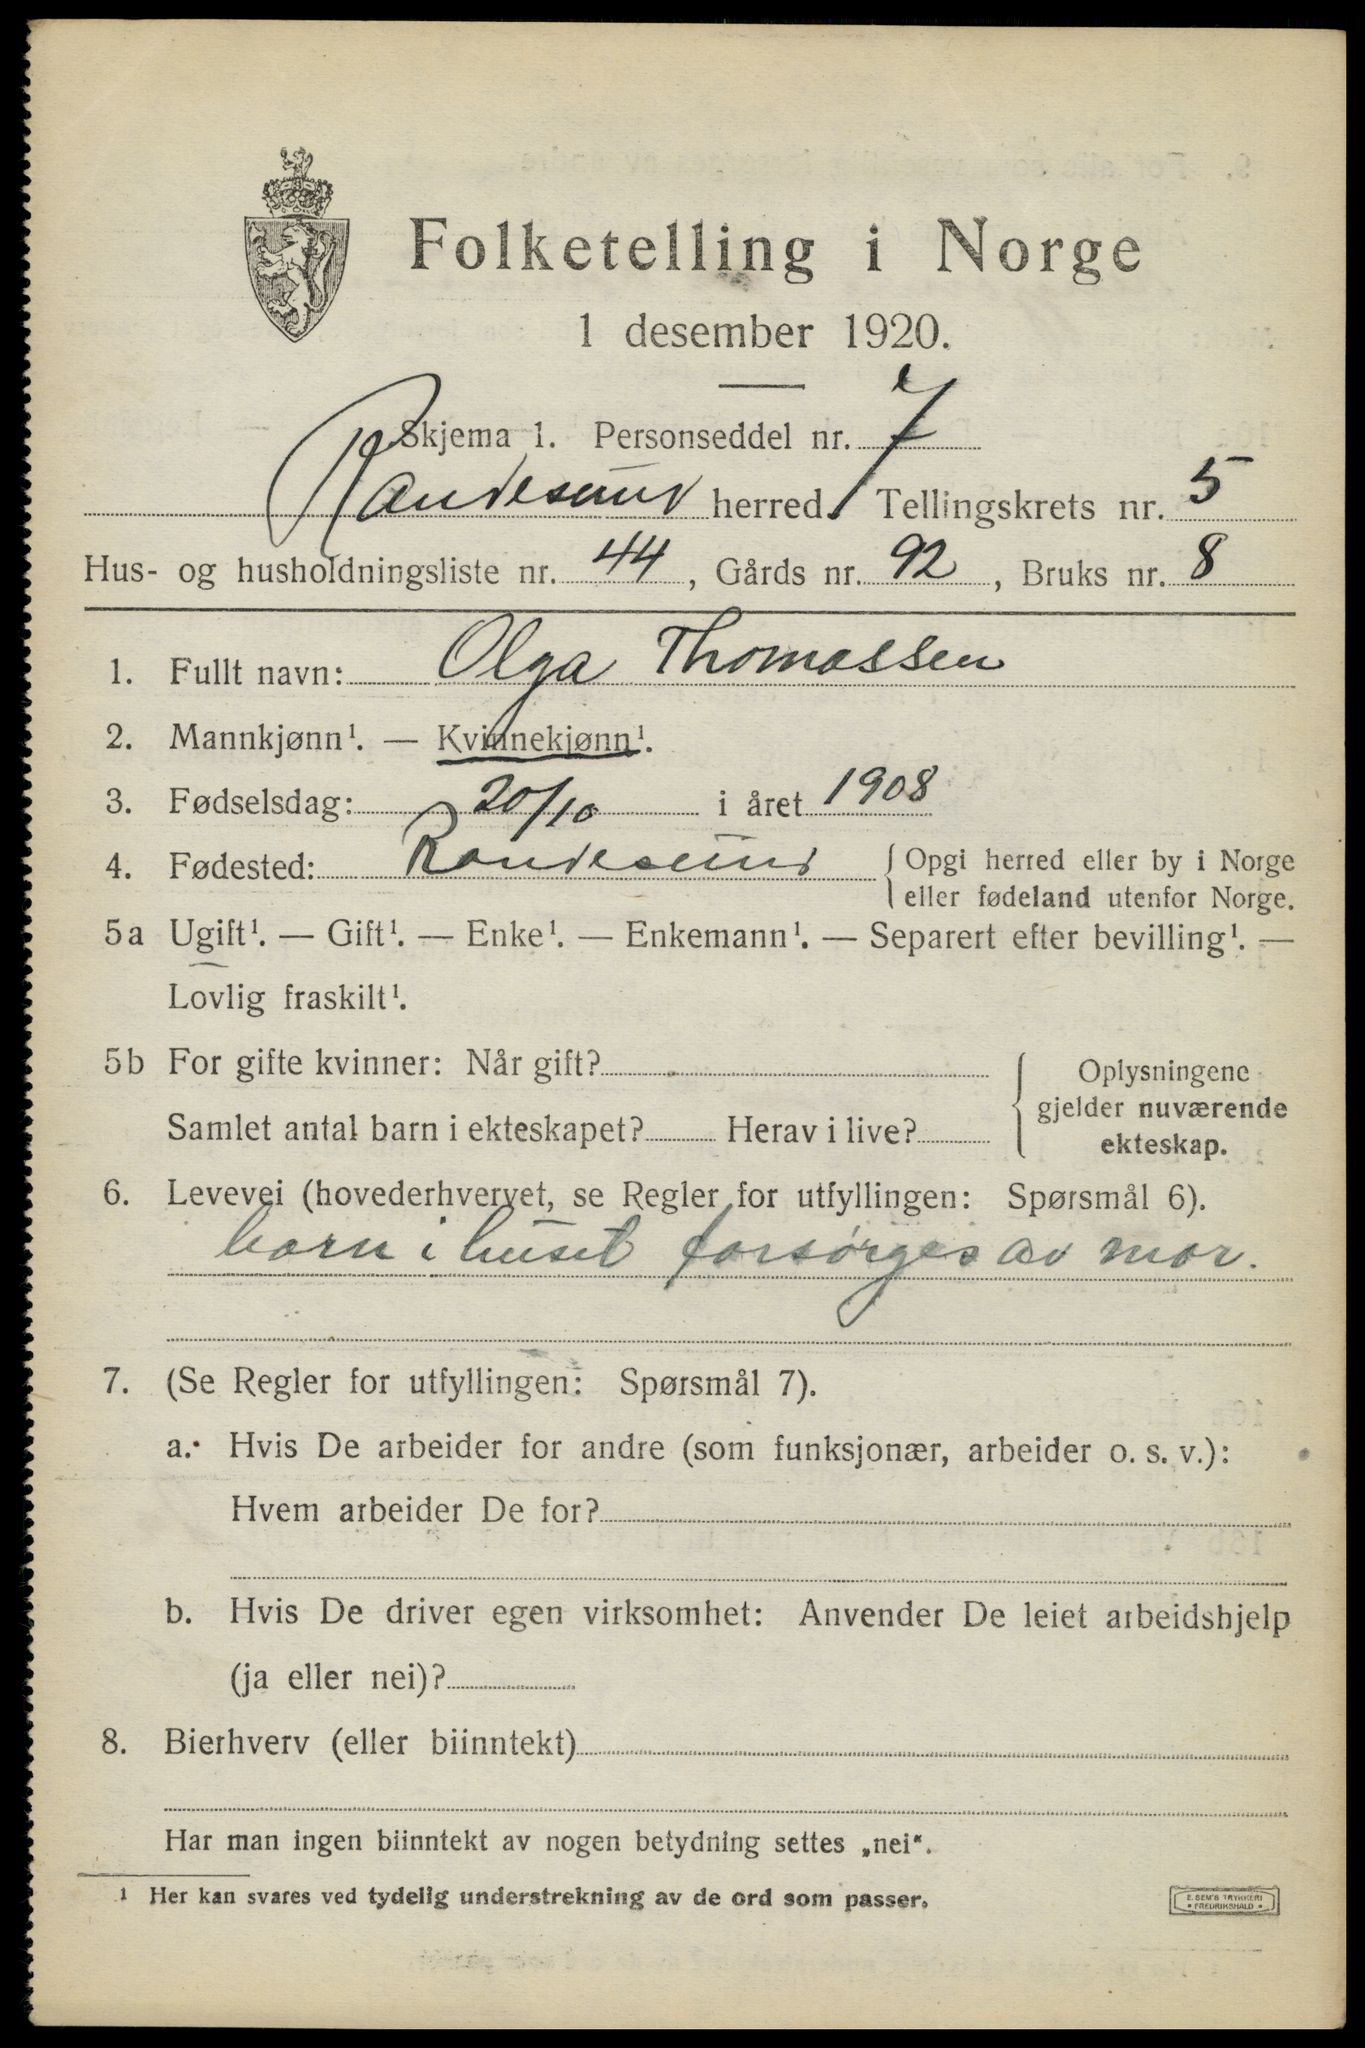 Folketelling i Norge
1 desember 1920.
Skjema 1. Personseddel nr. 7
Randesund herred. Tellingskrets nr. 5
Hus- og husholdningsliste nr. 44, Gårds nr. 92, Bruks nr. 8
1. Fullt navn: Olga Thomassen
2. Mannkjønn¹. — Kvinnekjønn¹.
3. Fødselsdag: 20/10 i året 1908
4. Fødested: Randesund { Opgi herred eller by i Norge
eller fødeland utenfor Norge.
5a Ugift¹. — Gift¹. — Enke¹. — Enkemann¹. — Separert efter bevilling¹. —
Lovlig fraskilt¹.
5b For gifte kvinner: Når gift?
Samlet antal barn i ekteskapet? Herav i live?
Oplysningene
gjelder nuværende
ekteskap.
6. Levevei (hovederhvervet, se Regler for utfyllingen: Spørsmål 6).
barn i huset forsørges av mor.
7. (Se Regler for utfyllingen: Spørsmål 7).
a. Hvis De arbeider for andre (som funksjonær, arbeider o. s. v.):
Hvem arbeider De for?
b. Hvis De driver egen virksomhet: Anvender De leiet arbeidshjelp
(ja eller nei)?
8. Bierhverv (eller biinntekt)
Har man ingen biinntekt av nogen betydning settes „nei“.
¹ Her kan svares ved tydelig understrekning av de ord som passer.
E. SEM'S TRYKKERI
FREDRIKSHALD